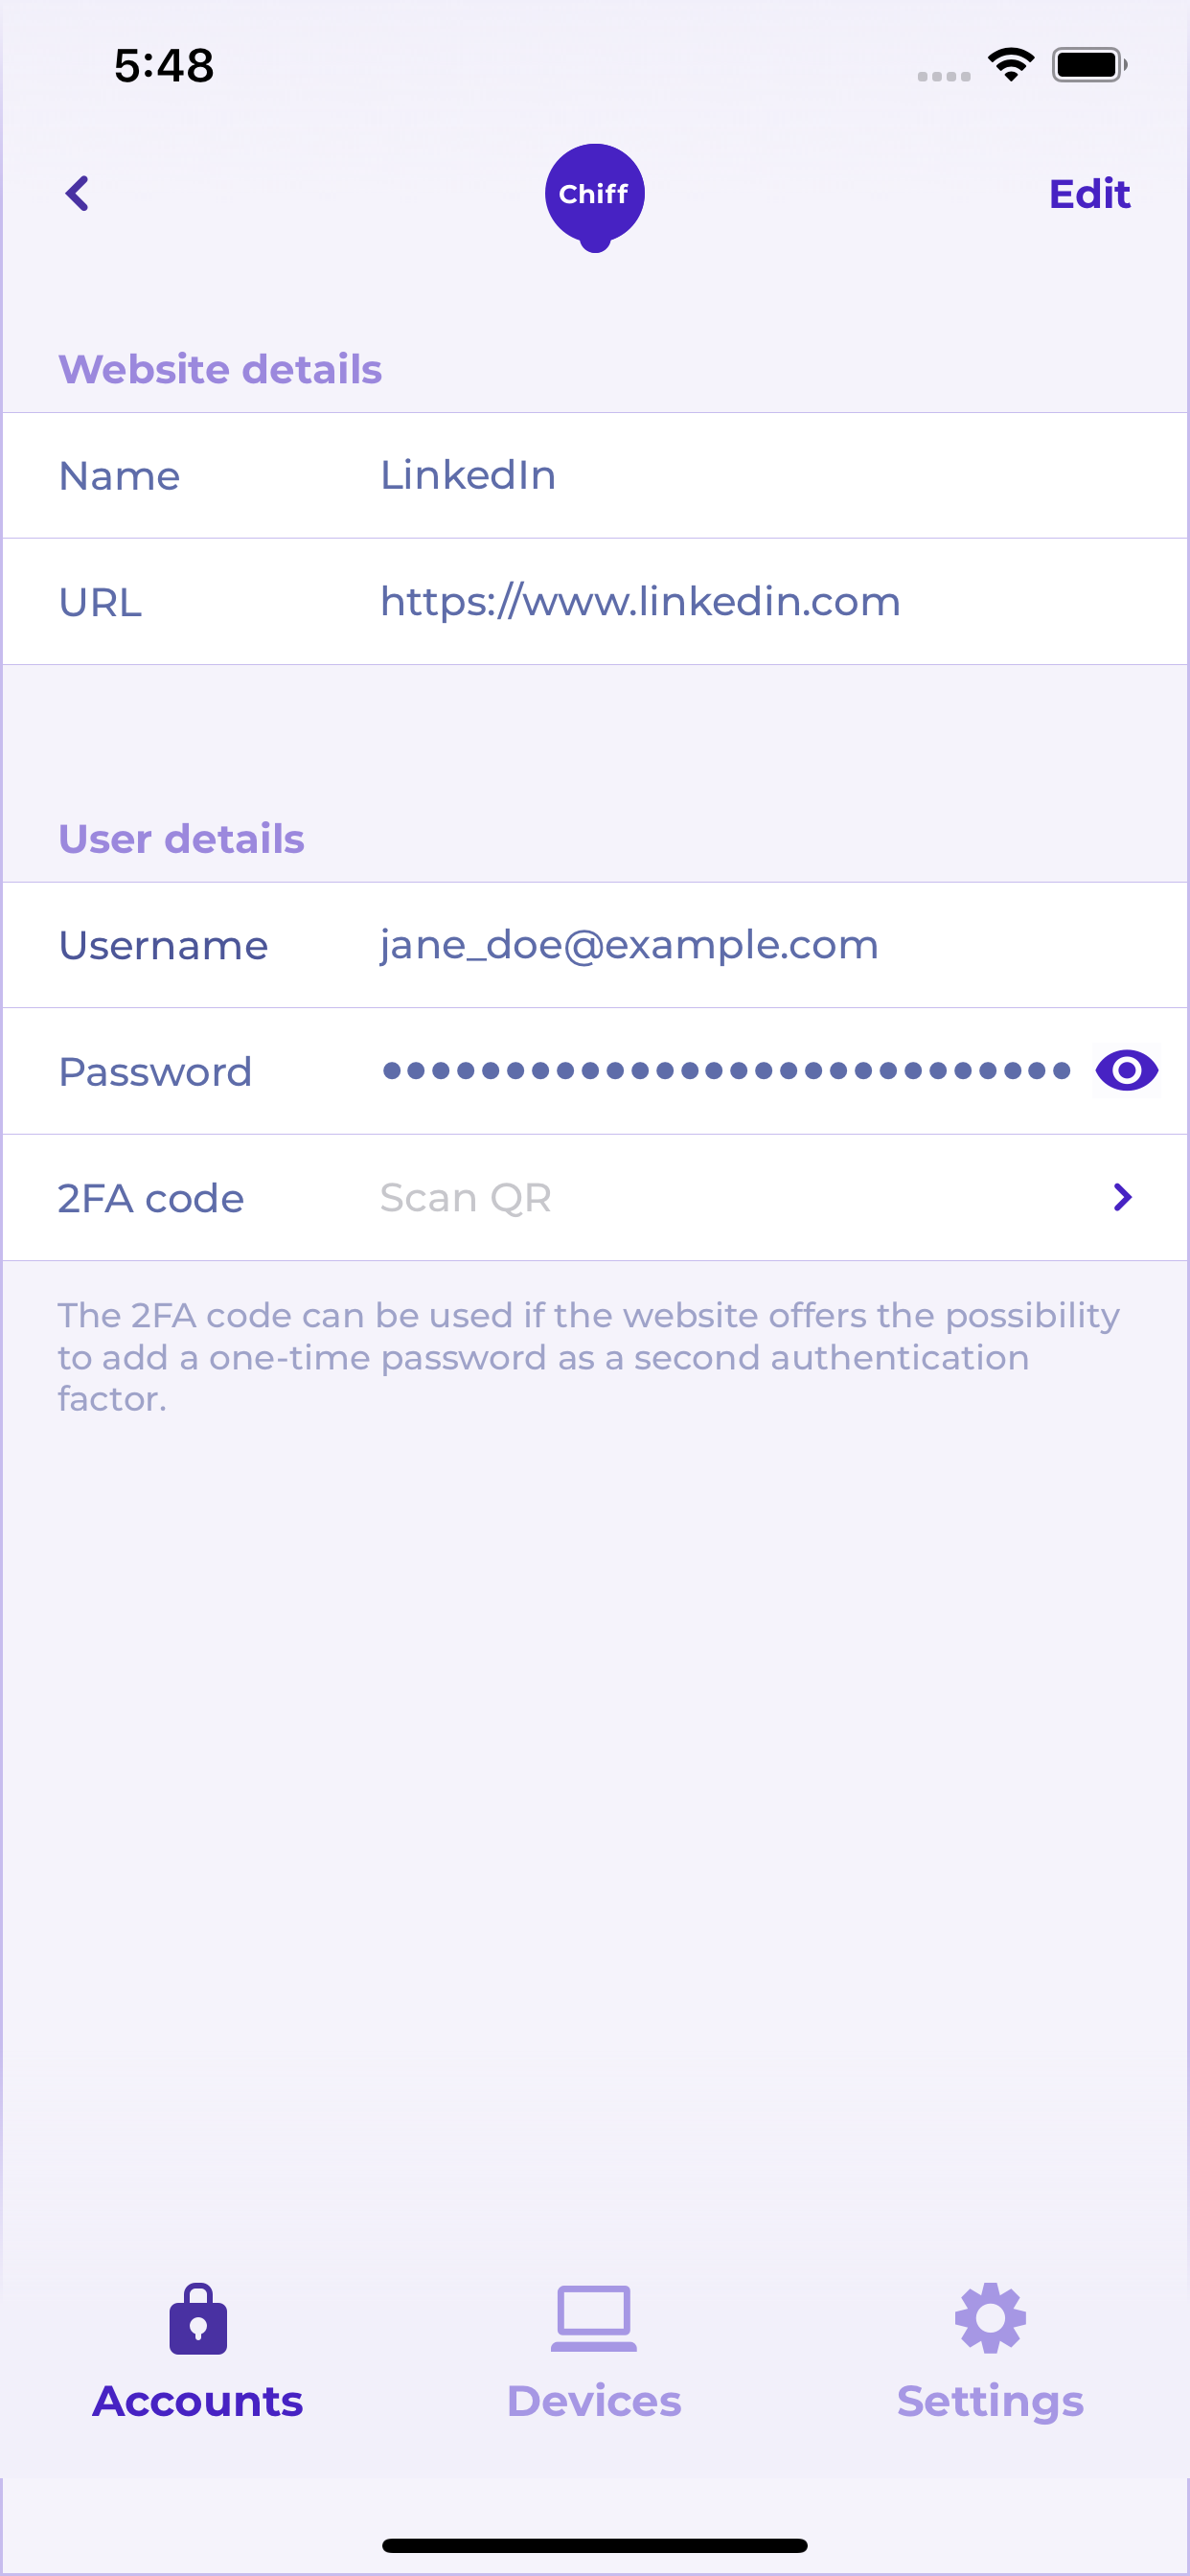 5:48
Chiff
Edit
Website details
Name LinkedIn
URL https://www.linkedin.com
User details
Username jane_doe@example.com
Password ••••••••••••••••••••••••••••
2FA code Scan QR
The 2FA code can be used if the website offers the possibility
to add a one-time password as a second authentication
factor.
Accounts Devices Settings